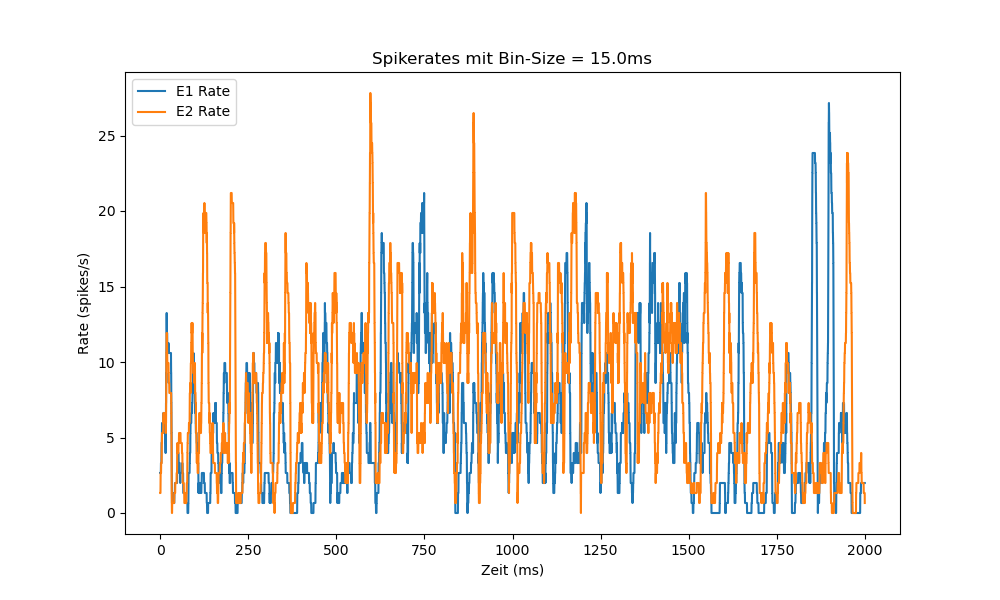 Spikerates mit Bin-Size = 15.0ms
E1 Rate
E2 Rate
Rate (spikes/s)
25
20
15
10
5
0
0 250 500 750 1000 1250 1500 1750 2000
Zeit (ms)